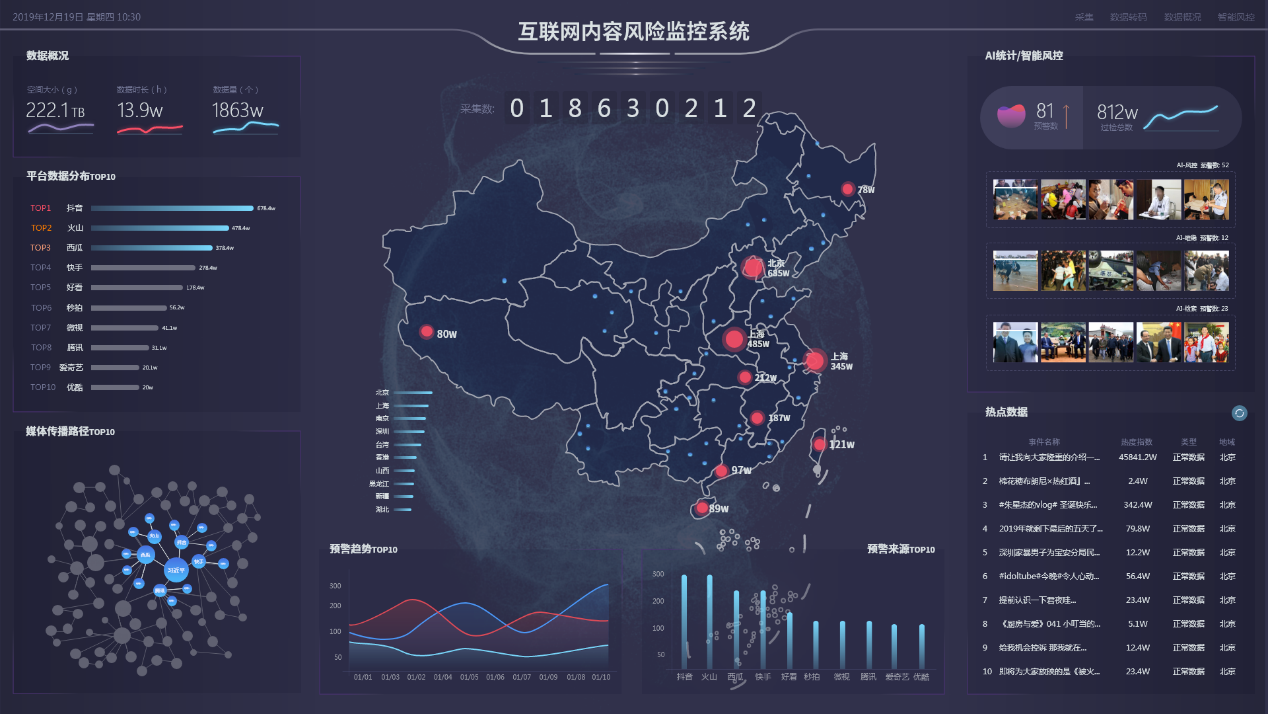 2019年12月19日 星期四 10:30
互联网内容风险监控系统
采集 数据转码 数据概况 智能风控
数据概况
空间大小（g） 数据时长（h） 数据量（个）
222.1TB 13.9w 1863w
平台数据分布TOP10
TOP1 抖音 678.4w
TOP2 火山 478.4w
TOP3 西瓜 378.4w
TOP4 快手 278.4w
TOP5 好看 178.4w
TOP6 秒拍 56.2w
TOP7 微视 41.1w
TOP8 腾讯 31.1w
TOP9 爱奇艺 20.1w
TOP10 优酷 20w
媒体传播路径TOP10
火山
西瓜
习近平
快手
腾讯
采集数: 018630212
78w
北京
685W
80w
上海
485W
上海
345W
212w
187W
121w
97w
89w
北京
上海
南京
深圳
台湾
香港
山西
黑龙江
新疆
湖北
预警趋势TOP10
300
200
100
50
01/01 01/03 01/02 01/04 01/05 01/06 01/07 01/09 01/08 01/10
预警来源TOP10
300
200
100
50
抖音 火山 西瓜 快手 好看 秒拍 微视 腾讯 爱奇艺 优酷
AI统计/智能风控
81
预警数
812w
过检总数
AI-风控 预警数: 52
AI-暗稿 预警数: 12
AI-检索 预警数: 23
热点数据
事件名称 热度指数 类型 地域
1 请让我向大家隆重的介绍一... 45841.2W 正常数据 北京
2 棉花糖布朗尼×热红酒】... 2.4W 正常数据 北京
3 #朱星杰的vlog# 圣诞快乐... 342.4W 正常数据 北京
4 2019年就剩下最后的五天了... 79.8W 正常数据 北京
5 深圳家暴男子为宝安分局民... 12.2W 正常数据 北京
6 #idoltube#今晚#令人心动... 56.4W 正常数据 北京
7 提前认识一下君夜哇... 23.4W 正常数据 北京
8 《厨房与爱》041 小叮当的... 5.1W 正常数据 北京
9 给我机会控诉 那我就在... 12.4W 正常数据 北京
10 即将为大家放映的是《被火... 23.4W 正常数据 北京